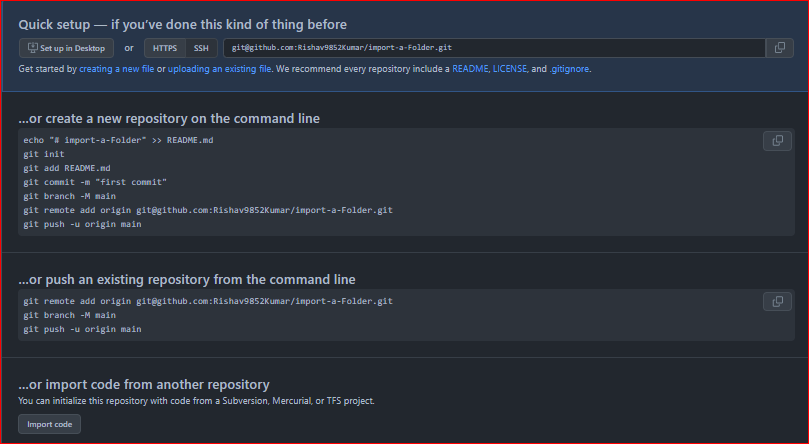 Quick setup — if you've done this kind of thing before
Set up in Desktop or HTTPS SSH git@github.com:Rishav9852Kumar/import-a-Folder.git
Get started by creating a new file or uploading an existing file. We recommend every repository include a README, LICENSE, and .gitignore.
...or create a new repository on the command line
echo "# import-a-Folder" >> README.md
git init
git add README.md
git commit -m "first commit"
git branch -M main
git remote add origin git@github.com:Rishav9852Kumar/import-a-Folder.git
git push -u origin main
...or push an existing repository from the command line
git remote add origin git@github.com:Rishav9852Kumar/import-a-Folder.git
git branch -M main
git push -u origin main
...or import code from another repository
You can initialize this repository with code from a Subversion, Mercurial, or TFS project.
Import code